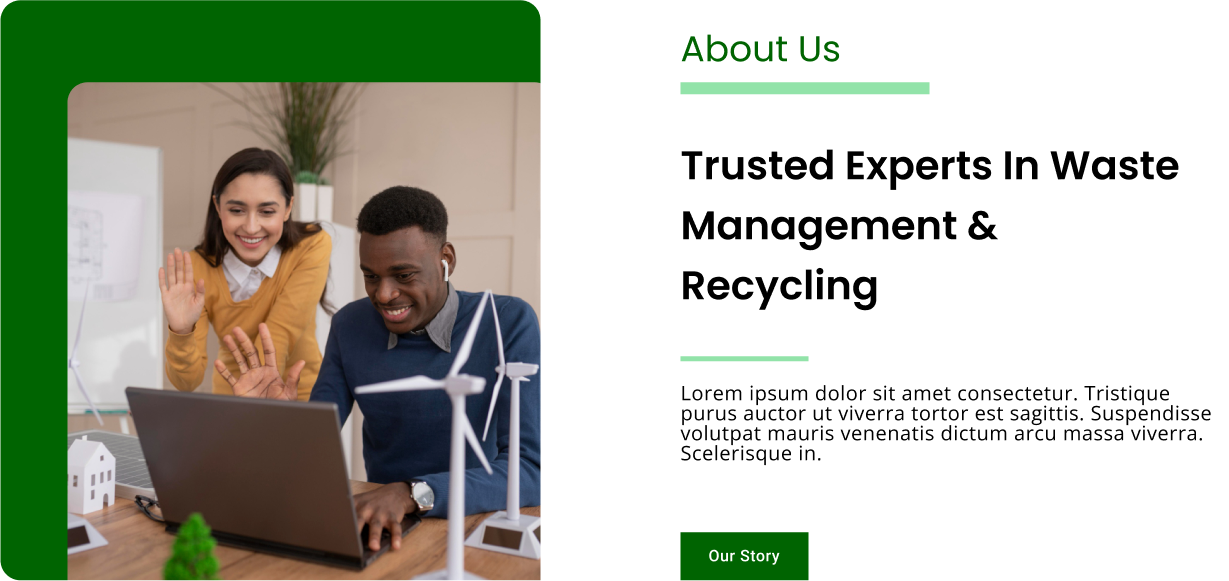 About Us
Trusted Experts In Waste
Management &
Recycling
Lorem ipsum dolor sit amet consectetur. Tristique
purus auctor ut viverra tortor est sagittis. Suspendisse
volutpat mauris venenatis dictum arcu massa viverra.
Scelerisque in.
Our Story